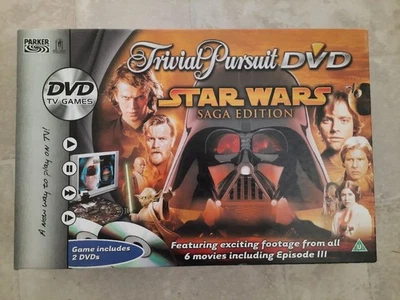 PARKER
Trivial Pursuit DVD
DVD
TV GAMES
STAR WARS
SAGA EDITION
A new way to play on TV!
Game includes
2 DVDs
Featuring exciting footage from all
6 movies including Episode III
U